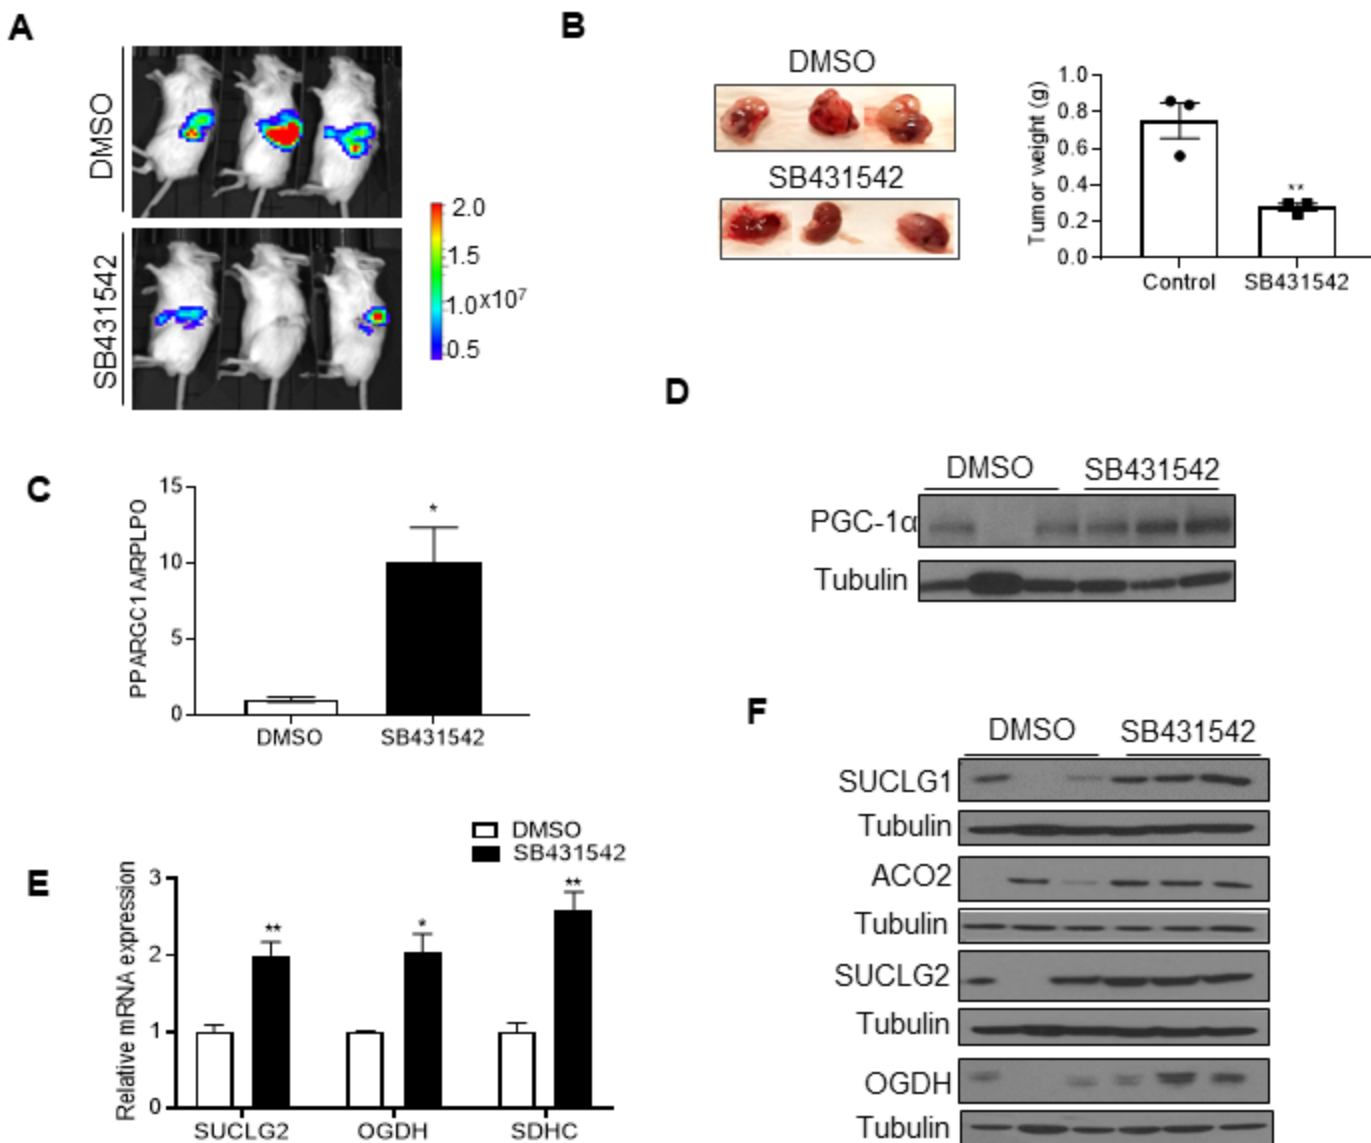 A
DMSO
SB431542
2.0
1.5
1.0x10⁷
0.5
B
DMSO
SB431542
Tumor weight (g)
1.0
0.8
0.6
0.4
0.2
0.0
**
Control
SB431542
C
PPARGC1A/RPLPO
15
10
5
0
*
DMSO
SB431542
D
DMSO
SB431542
PGC-1α
Tubulin
E
DMSO
SB431542
Relative mRNA expression
3
2
1
0
**
*
**
SUCLG2
OGDH
SDHC
F
DMSO
SB431542
SUCLG1
Tubulin
ACO2
Tubulin
SUCLG2
Tubulin
OGDH
Tubulin